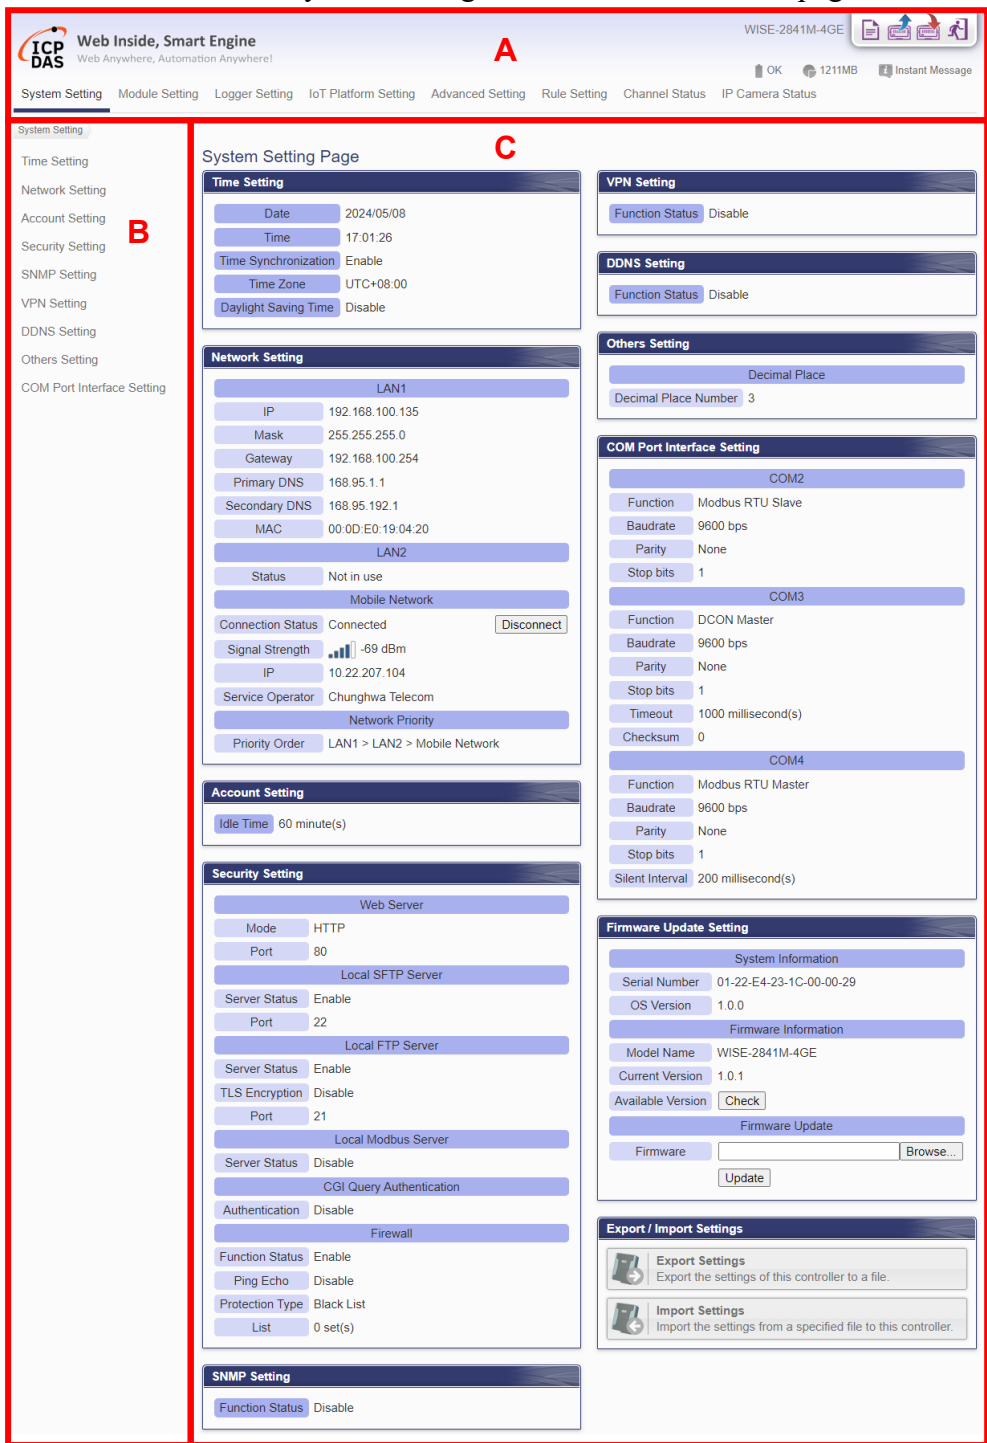 WISE-2841M-4GE
ICP
DAS
Web Inside, Smart Engine
Web Anywhere, Automation Anywhere!
A
OK 1211MB Instant Message
System Setting Module Setting Logger Setting IoT Platform Setting Advanced Setting Rule Setting Channel Status IP Camera Status
System Setting
Time Setting
Network Setting
Account Setting
Security Setting
SNMP Setting
VPN Setting
DDNS Setting
Others Setting
COM Port Interface Setting
B
C
System Setting Page
Time Setting
Date 2024/05/08
Time 17:01:26
Time Synchronization Enable
Time Zone UTC+08:00
Daylight Saving Time Disable
Network Setting
LAN1
IP 192.168.100.135
Mask 255.255.255.0
Gateway 192.168.100.254
Primary DNS 168.95.1.1
Secondary DNS 168.95.192.1
MAC 00:0D:E0:19:04:20
LAN2
Status Not in use
Mobile Network
Connection Status Connected Disconnect
Signal Strength -69 dBm
IP 10.22.207.104
Service Operator Chunghwa Telecom
Network Priority
Priority Order LAN1 > LAN2 > Mobile Network
Account Setting
Idle Time 60 minute(s)
Security Setting
Web Server
Mode HTTP
Port 80
Local SFTP Server
Server Status Enable
Port 22
Local FTP Server
Server Status Enable
TLS Encryption Disable
Port 21
Local Modbus Server
Server Status Disable
CGI Query Authentication
Authentication Disable
Firewall
Function Status Enable
Ping Echo Disable
Protection Type Black List
List 0 set(s)
SNMP Setting
Function Status Disable
VPN Setting
Function Status Disable
DDNS Setting
Function Status Disable
Others Setting
Decimal Place
Decimal Place Number 3
COM Port Interface Setting
COM2
Function Modbus RTU Slave
Baudrate 9600 bps
Parity None
Stop bits 1
COM3
Function DCON Master
Baudrate 9600 bps
Parity None
Stop bits 1
Timeout 1000 millisecond(s)
Checksum 0
COM4
Function Modbus RTU Master
Baudrate 9600 bps
Parity None
Stop bits 1
Silent Interval 200 millisecond(s)
Firmware Update Setting
System Information
Serial Number 01-22-E4-23-1C-00-00-29
OS Version 1.0.0
Firmware Information
Model Name WISE-2841M-4GE
Current Version 1.0.1
Available Version Check
Firmware Update
Firmware Browse...
Update
Export / Import Settings
Export Settings
Export the settings of this controller to a file.
Import Settings
Import the settings from a specified file to this controller.